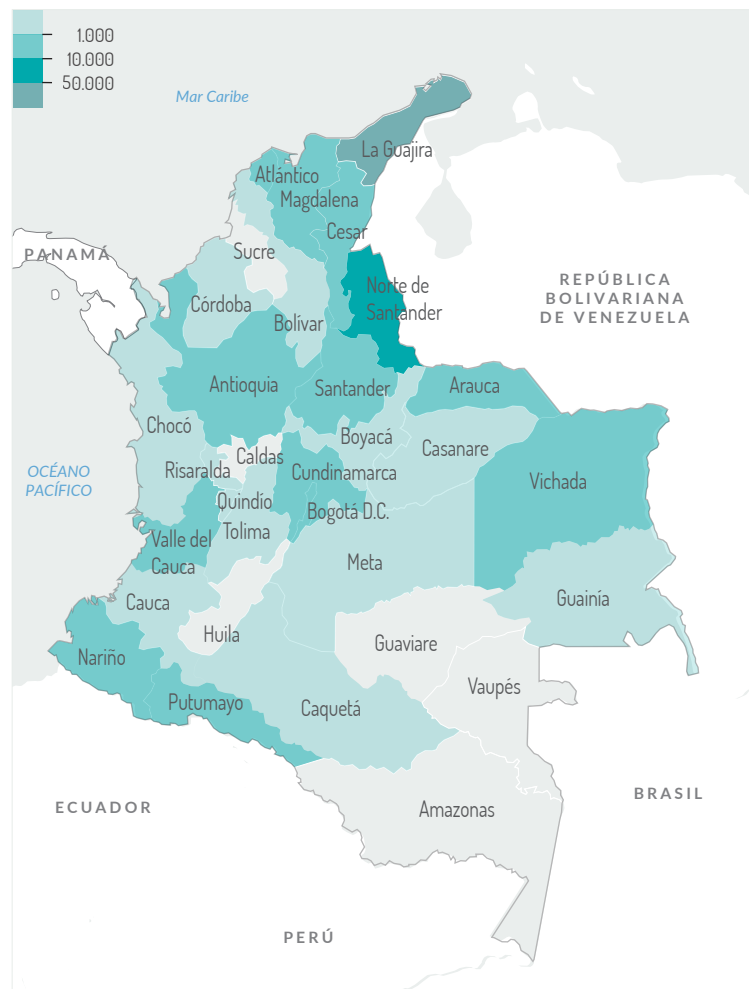 1.000
10.000
50.000
Mar Caribe
La Guajira
Atlántico
Magdalena
Cesar
PANAMÁ
Sucre
Norte de
Santander
REPÚBLICA
BOLIVARIANA
DE VENEZUELA
Córdoba
Bolívar
Antioquia
Santander
Arauca
Chocó
Boyacá
Casanare
Caldas
Risaralda
Cundinamarca
OCÉANO
PACÍFICO
Vichada
Quindío
Bogotá D.C.
Tolima
Valle del
Cauca
Meta
Cauca
Guainía
Huila
Guaviare
Nariño
Vaupés
Putumayo
Caquetá
ECUADOR
BRASIL
Amazonas
PERÚ